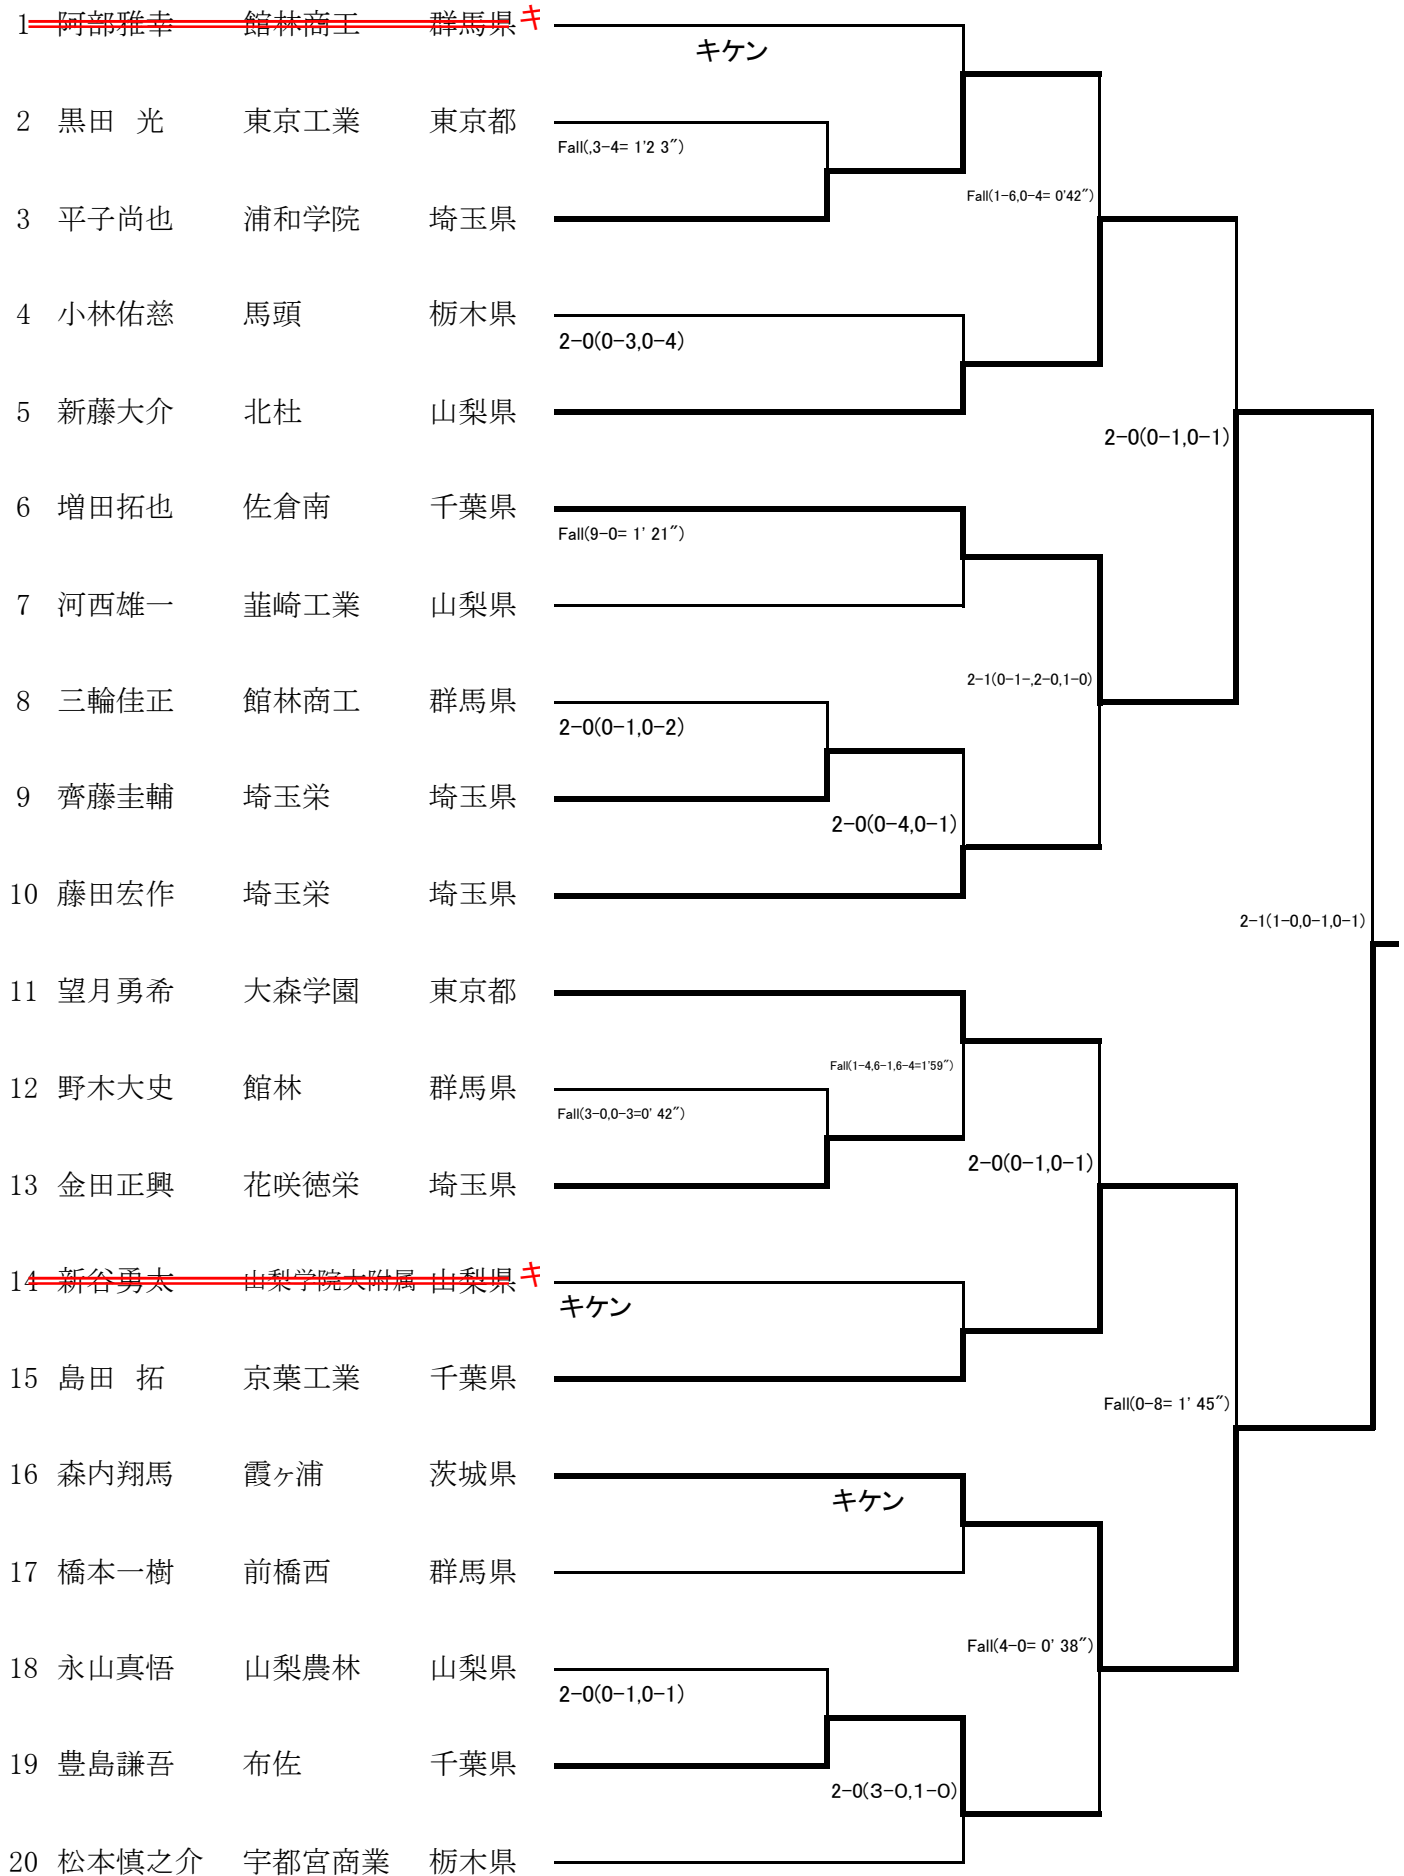 1 阿部雅幸 館林商工 群馬県 キ
キケン
2 黒田 光 東京工業 東京都
Fall(,3-4= 1'2 3″)
Fall(1-6,0-4= 0'42″)
3 平子尚也 浦和学院 埼玉県
4 小林佑慈 馬頭 栃木県
2-0(0-3,0-4)
5 新藤大介 北杜 山梨県
2-0(0-1,0-1)
6 増田拓也 佐倉南 千葉県
Fall(9-0= 1' 21″)
7 河西雄一 韮崎工業 山梨県
2-1(0-1-,2-0,1-0)
8 三輪佳正 館林商工 群馬県
2-0(0-1,0-2)
9 齊藤圭輔 埼玉栄 埼玉県
2-0(0-4,0-1)
10 藤田宏作 埼玉栄 埼玉県
2-1(1-0,0-1,0-1)
11 望月勇希 大森学園 東京都
Fall(1-4,6-1,6-4=1'59″)
12 野木大史 館林 群馬県
Fall(3-0,0-3=0' 42″)
2-0(0-1,0-1)
13 金田正興 花咲徳栄 埼玉県
14 新谷勇太 山梨学院大附属 山梨県 キ
キケン
15 島田 拓 京葉工業 千葉県
Fall(0-8= 1' 45″)
16 森内翔馬 霞ヶ浦 茨城県
キケン
17 橋本一樹 前橋西 群馬県
Fall(4-0= 0' 38″)
18 永山真悟 山梨農林 山梨県
2-0(0-1,0-1)
19 豊島謙吾 布佐 千葉県
2-0(3-0,1-0)
20 松本慎之介 宇都宮商業 栃木県